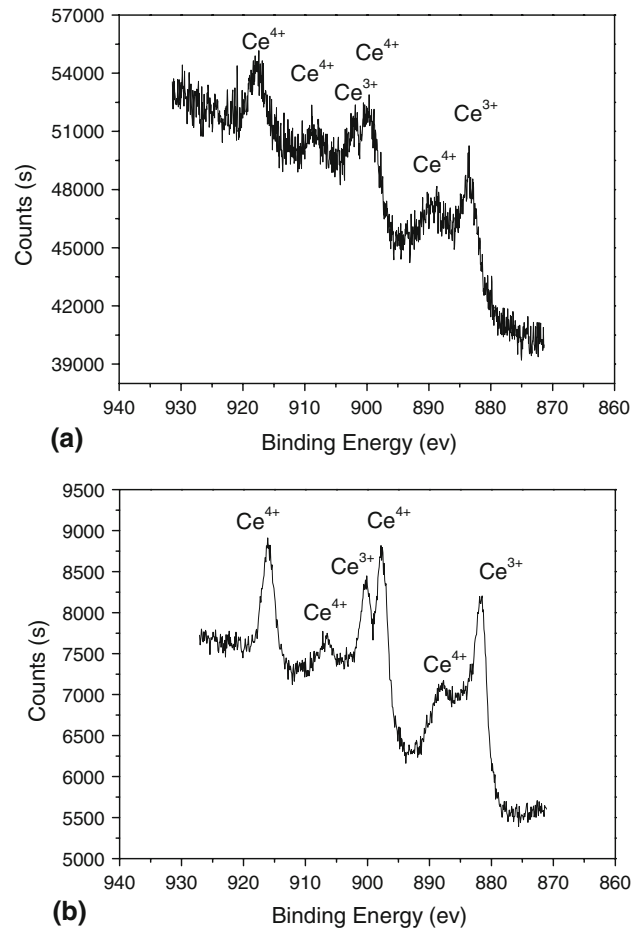 57000
54000
51000
48000
45000
42000
39000
Counts (s)
Ce4+
Ce4+
Ce4+
Ce3+
Ce3+
Ce4+
940 930 920 910 900 890 880 870 860
(a)
Binding Energy (ev)
9500
9000
8500
8000
7500
7000
6500
6000
5500
5000
Counts (s)
Ce4+
Ce4+
Ce3+
Ce4+
Ce4+
Ce3+
940 930 920 910 900 890 880 870 860
(b)
Binding Energy (ev)